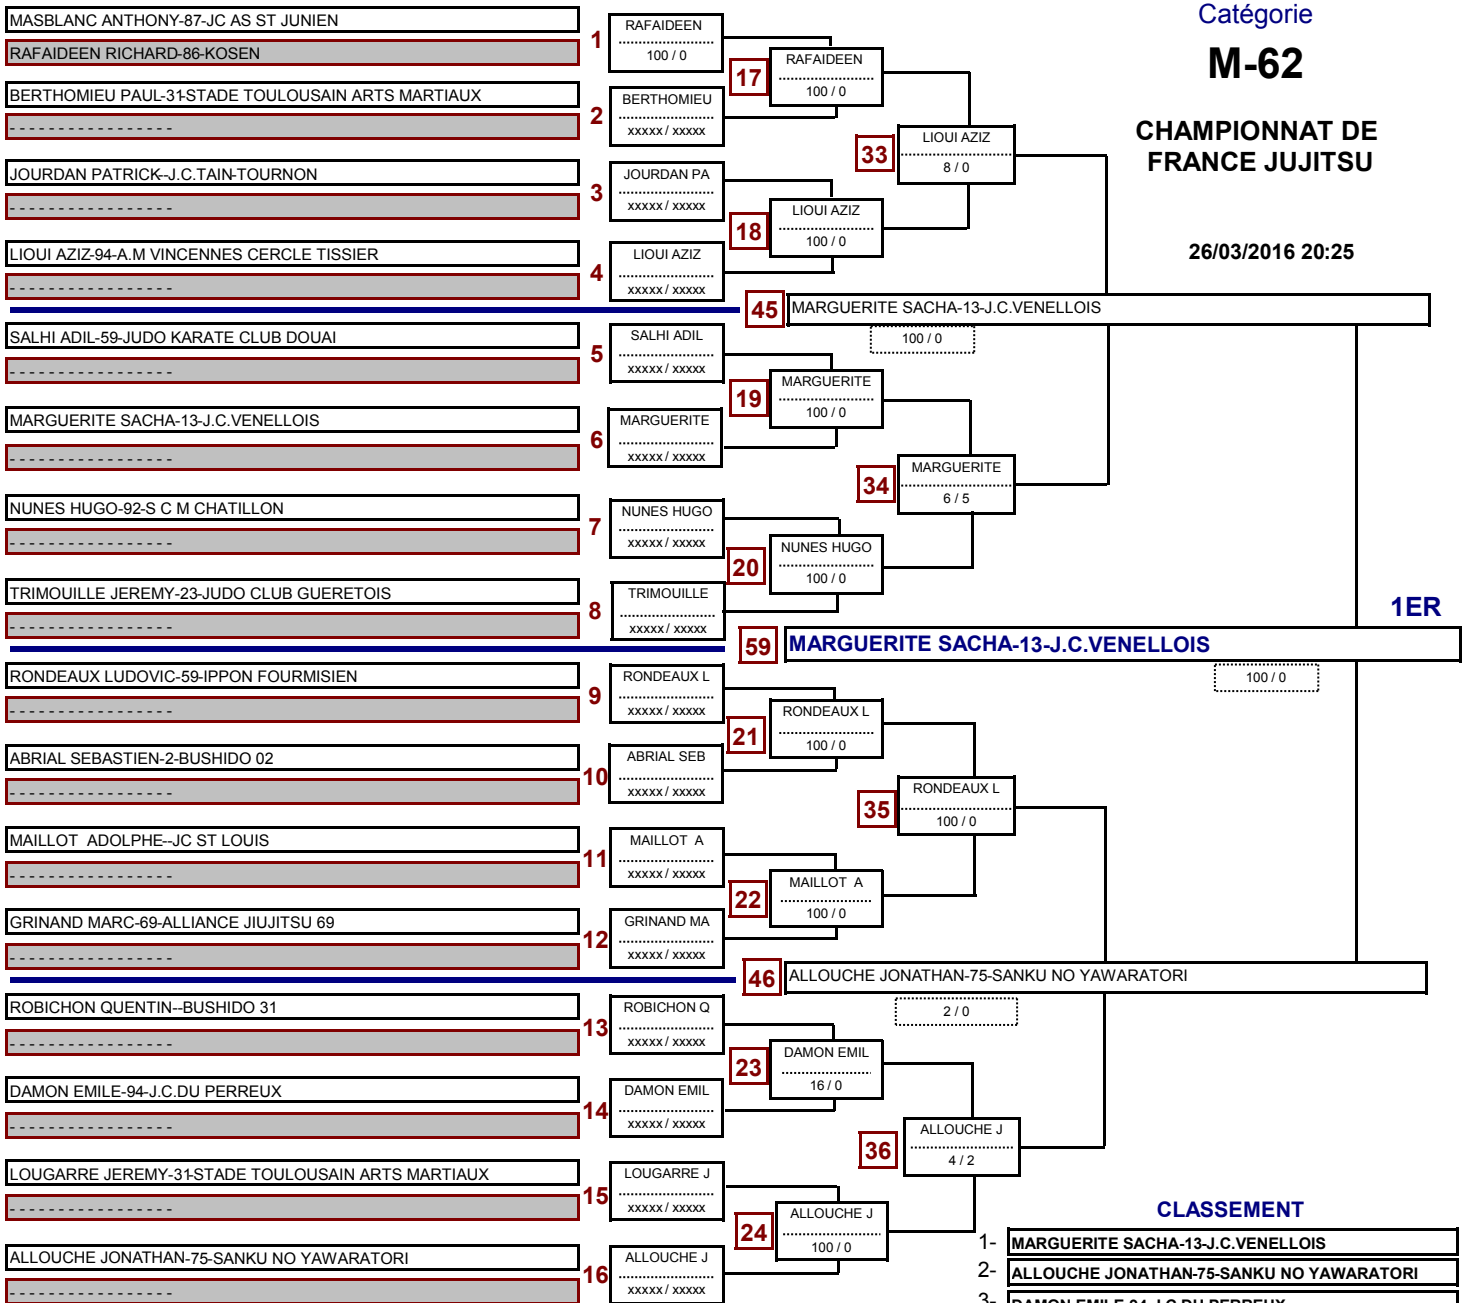 Catégorie
M-62
CHAMPIONNAT DE
FRANCE JUJITSU
26/03/2016 20:25
MASBLANC ANTHONY-87-JC AS ST JUNIEN
RAFAIDEEN RICHARD-86-KOSEN
1
RAFAIDEEN
100 / 0
17
RAFAIDEEN
100 / 0
BERTHOMIEU PAUL-31-STADE TOULOUSAIN ARTS MARTIAUX
- - - - - - - - - - - - - - - - -
2
BERTHOMIEU
xxxxx / xxxxx
33
LIOUI AZIZ
8 / 0
JOURDAN PATRICK--J.C.TAIN-TOURNON
- - - - - - - - - - - - - - - - -
3
JOURDAN PA
xxxxx / xxxxx
18
LIOUI AZIZ
100 / 0
LIOUI AZIZ-94-A.M VINCENNES CERCLE TISSIER
- - - - - - - - - - - - - - - - -
4
LIOUI AZIZ
xxxxx / xxxxx
45
MARGUERITE SACHA-13-J.C.VENELLOIS
100 / 0
SALHI ADIL-59-JUDO KARATE CLUB DOUAI
- - - - - - - - - - - - - - - - -
5
SALHI ADIL
xxxxx / xxxxx
19
MARGUERITE
100 / 0
MARGUERITE SACHA-13-J.C.VENELLOIS
- - - - - - - - - - - - - - - - -
6
MARGUERITE
xxxxx / xxxxx
34
MARGUERITE
6 / 5
NUNES HUGO-92-S C M CHATILLON
- - - - - - - - - - - - - - - - -
7
NUNES HUGO
xxxxx / xxxxx
20
NUNES HUGO
100 / 0
TRIMOUILLE JEREMY-23-JUDO CLUB GUERETOIS
- - - - - - - - - - - - - - - - -
8
TRIMOUILLE
xxxxx / xxxxx
1ER
59
MARGUERITE SACHA-13-J.C.VENELLOIS
100 / 0
RONDEAUX LUDOVIC-59-IPPON FOURMISIEN
- - - - - - - - - - - - - - - - -
9
RONDEAUX L
xxxxx / xxxxx
21
RONDEAUX L
100 / 0
ABRIAL SEBASTIEN-2-BUSHIDO 02
- - - - - - - - - - - - - - - - -
10
ABRIAL SEB
xxxxx / xxxxx
35
RONDEAUX L
100 / 0
MAILLOT  ADOLPHE--JC ST LOUIS
- - - - - - - - - - - - - - - - -
11
MAILLOT  A
xxxxx / xxxxx
22
MAILLOT  A
100 / 0
GRINAND MARC-69-ALLIANCE JIUJITSU 69
- - - - - - - - - - - - - - - - -
12
GRINAND MA
xxxxx / xxxxx
46
ALLOUCHE JONATHAN-75-SANKU NO YAWARATORI
2 / 0
ROBICHON QUENTIN--BUSHIDO 31
- - - - - - - - - - - - - - - - -
13
ROBICHON Q
xxxxx / xxxxx
23
DAMON EMIL
16 / 0
DAMON EMILE-94-J.C.DU PERREUX
- - - - - - - - - - - - - - - - -
14
DAMON EMIL
xxxxx / xxxxx
36
ALLOUCHE J
4 / 2
LOUGARRE JEREMY-31-STADE TOULOUSAIN ARTS MARTIAUX
- - - - - - - - - - - - - - - - -
15
LOUGARRE J
xxxxx / xxxxx
24
ALLOUCHE J
100 / 0
ALLOUCHE JONATHAN-75-SANKU NO YAWARATORI
- - - - - - - - - - - - - - - - -
16
ALLOUCHE J
xxxxx / xxxxx
CLASSEMENT
1- MARGUERITE SACHA-13-J.C.VENELLOIS
2- ALLOUCHE JONATHAN-75-SANKU NO YAWARATORI
3- DAMON EMILE-94-J.C.DU PERREUX